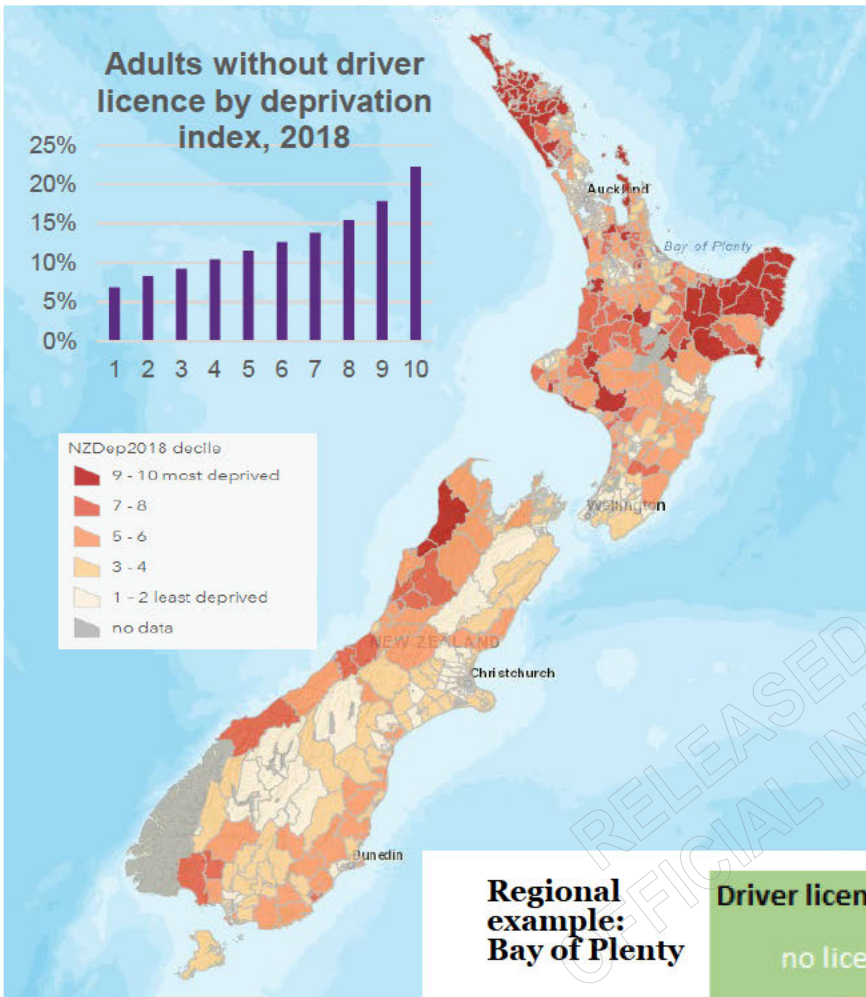 Adults without driver
licence by deprivation
index, 2018
25%
20%
15%
10%
5%
0%
1 2 3 4 5 6 7 8 9 10
Auckland
Bay of Plenty
NZDep2018 decile
9 - 10 most deprived
7 - 8
5 - 6
3 - 4
1 - 2 least deprived
no data
Wellington
NEW ZEALAND
Christchurch
Dunedin
RELEASED
OFFICIAL IN
Regional
example:
Bay of Plenty
Driver licen
no lice